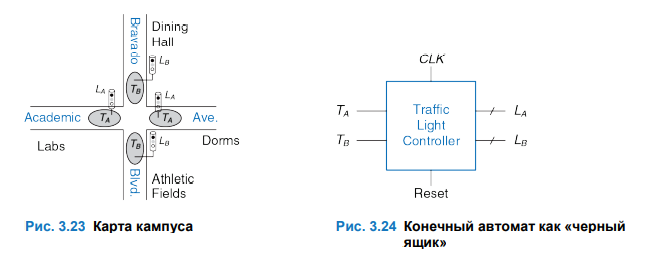 Bravado
Dining
Hall
L_B
T_B
L_A
L_A
Academic
T_A
T_A
Ave.
Labs
T_B
L_B
Dorms
Blvd.
Athletic
Fields
Рис. 3.23 Карта кампуса
CLK
T_A
Traffic
Light
Controller
L_A
T_B
L_B
Reset
Рис. 3.24 Конечный автомат как «черный
ящик»